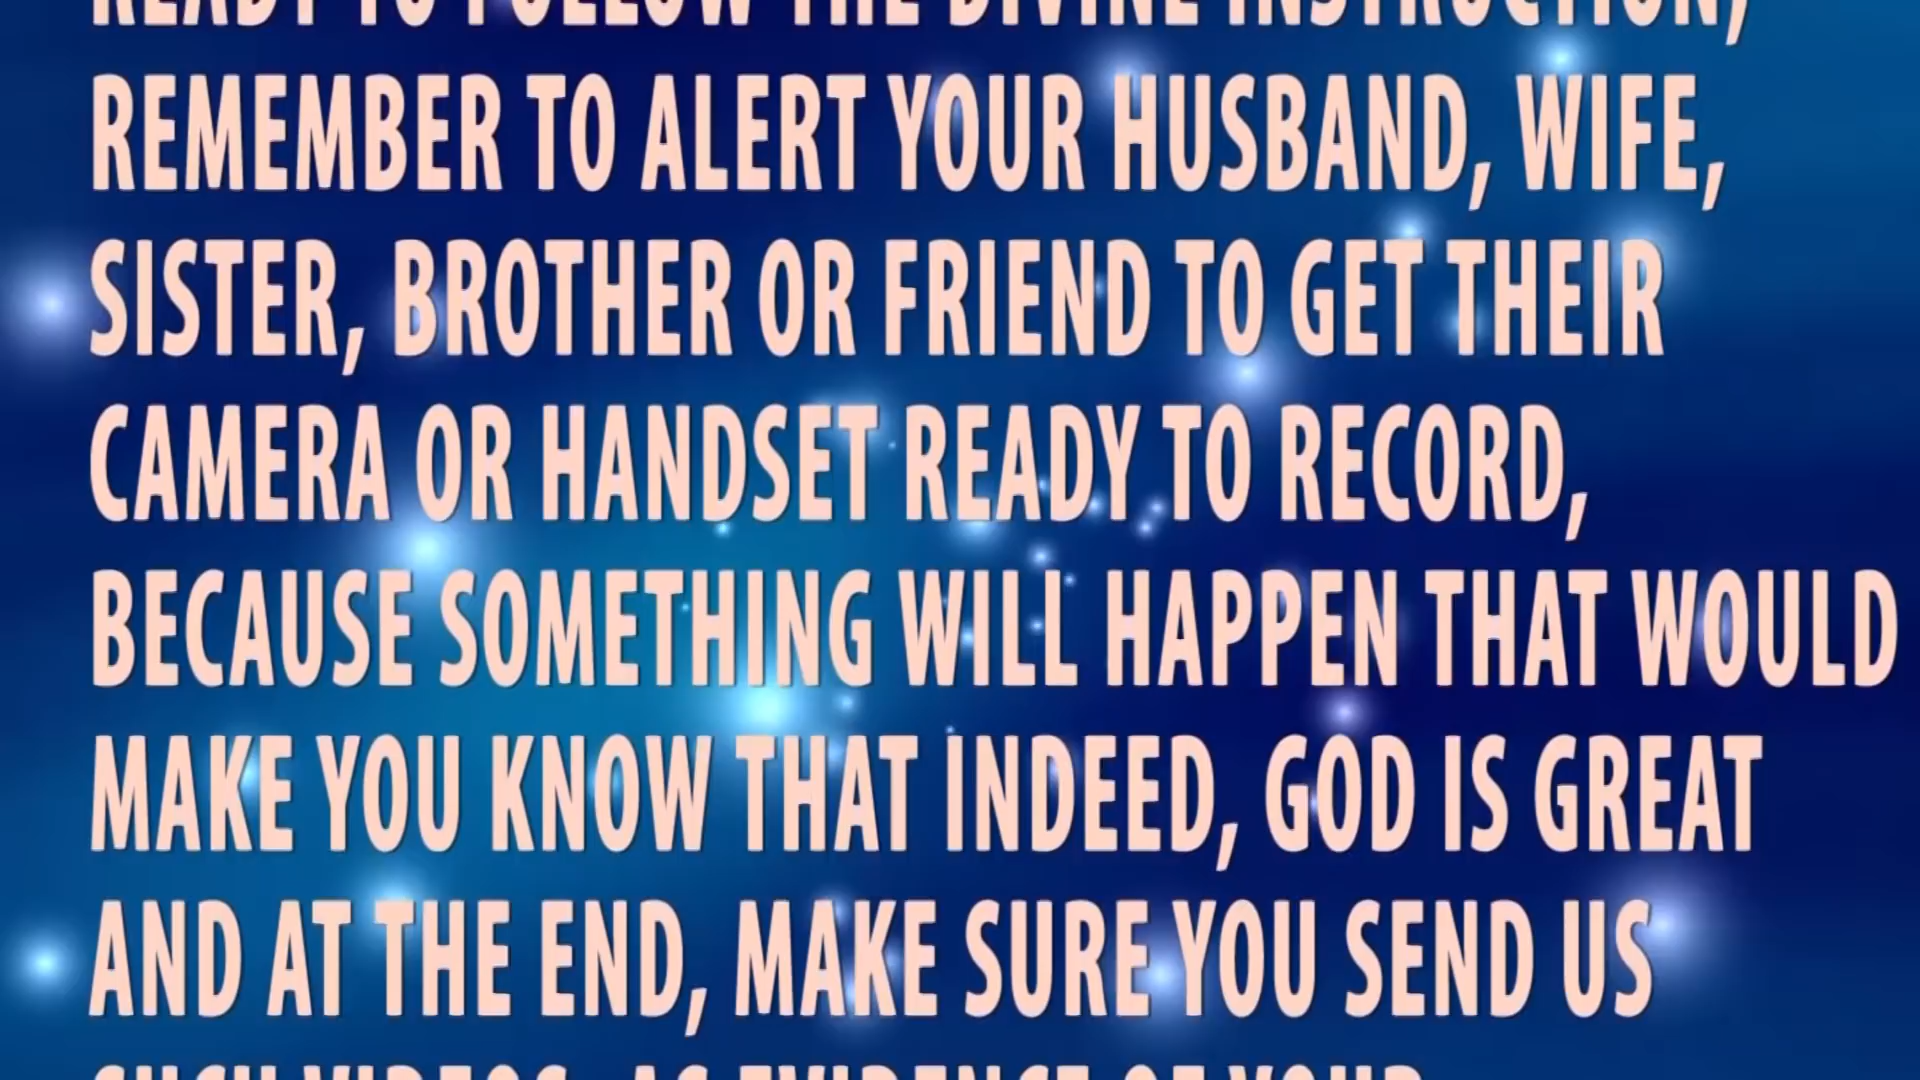 READY TO FOLLOW THE DIVINE INSTRUCTION,
REMEMBER TO ALERT YOUR HUSBAND, WIFE,
SISTER, BROTHER OR FRIEND TO GET THEIR
CAMERA OR HANDSET READY TO RECORD,
BECAUSE SOMETHING WILL HAPPEN THAT WOULD
MAKE YOU KNOW THAT INDEED, GOD IS GREAT
AND AT THE END, MAKE SURE YOU SEND US
SUCH VIDEOS, AS EVIDENCE OF YOUR